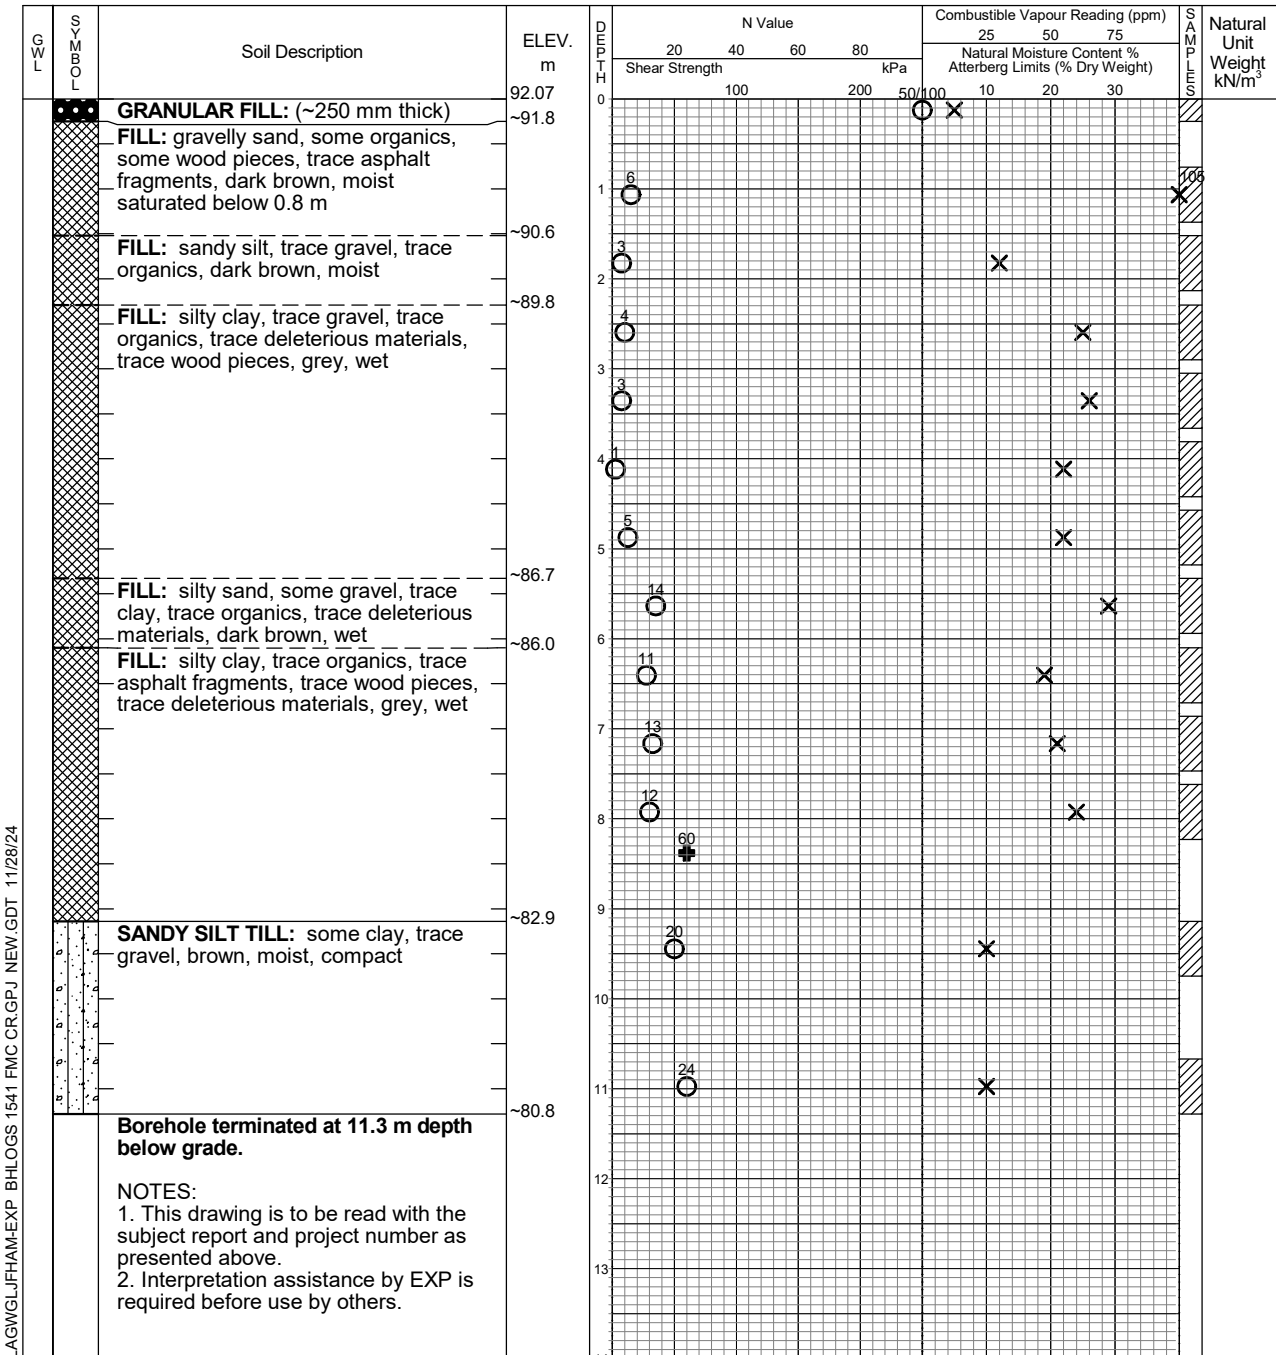 GWL
SYMBOL
Soil Description
ELEV.
m
DEPTH
N Value
20 40 60 80
Shear Strength kPa
100 200
Combustible Vapour Reading (ppm)
25 50 75
Natural Moisture Content %
Atterberg Limits (% Dry Weight)
10 20 30
SAMPLES
Natural
Unit
Weight
kN/m³
92.07
0
50/100
GRANULAR FILL: (~250 mm thick)
~91.8
FILL: gravelly sand, some organics,
some wood pieces, trace asphalt
fragments, dark brown, moist
saturated below 0.8 m
6
105
1
~90.6
FILL: sandy silt, trace gravel, trace
organics, dark brown, moist
3
2
~89.8
FILL: silty clay, trace gravel, trace
organics, trace deleterious materials,
trace wood pieces, grey, wet
4
3
3
4
1
5
5
~86.7
FILL: silty sand, some gravel, trace
clay, trace organics, trace deleterious
materials, dark brown, wet
14
6
~86.0
FILL: silty clay, trace organics, trace
asphalt fragments, trace wood pieces,
trace deleterious materials, grey, wet
11
7
13
12
8
60
9
~82.9
SANDY SILT TILL: some clay, trace
gravel, brown, moist, compact
20
10
24
11
~80.8
Borehole terminated at 11.3 m depth
below grade.
NOTES:
1. This drawing is to be read with the
subject report and project number as
presented above.
2. Interpretation assistance by EXP is
required before use by others.
12
13
LAGWGLJFHAM-EXP BHLOGS 1541 FMC CR.GPJ NEW.GDT 11/28/24